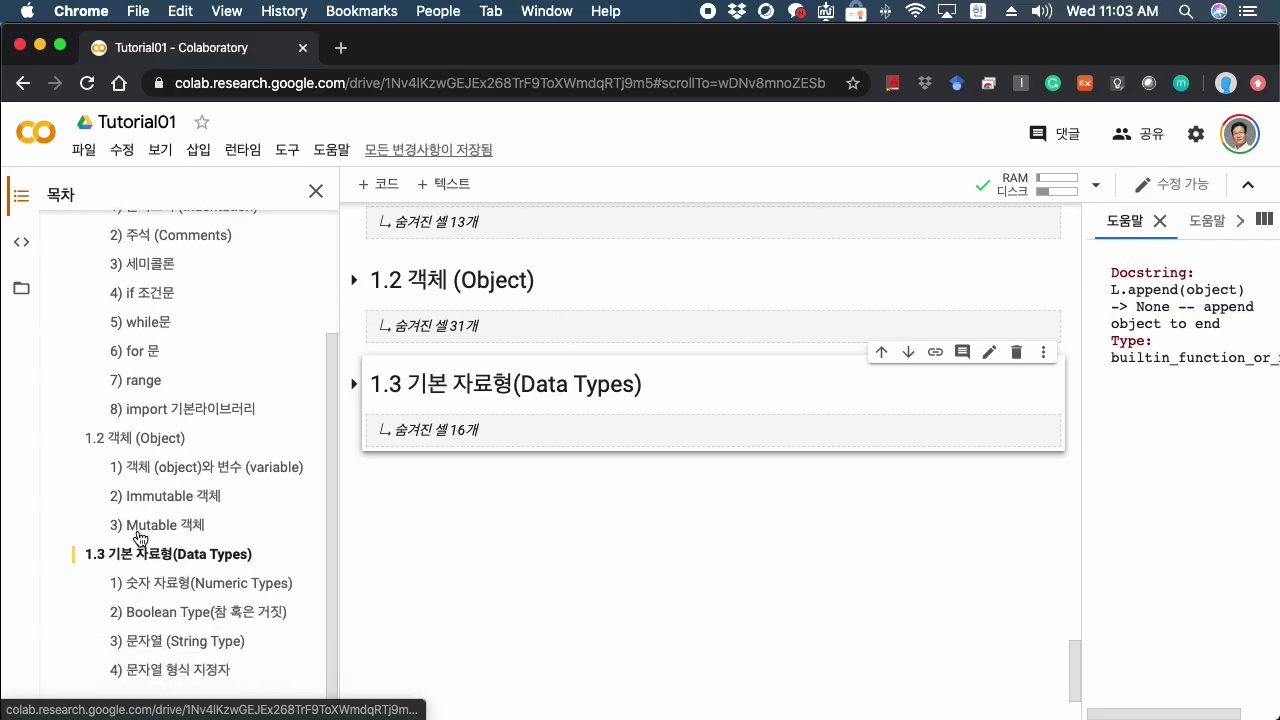 Chrome File Edit View History Bookmarks People Tab Window Help 한 Wed 11:03 AM
Tutorial01 - Colaboratory
colab.research.google.com/drive/1Nv4lKzwGEJEx268TrF9ToXWmdqRTj9m5#scrollTo=wDNv8mnoZESb
Tutorial01
파일 수정 보기 삽입 런타임 도구 도움말 모든 변경사항이 저장됨
댓글 공유
목차
+ 코드 + 텍스트
RAM
디스크
수정 가능
2) 주석 (Comments)
3) 세미콜론
4) if 조건문
5) while문
6) for 문
7) range
8) import 기본라이브러리
1.2 객체 (Object)
1) 객체 (object)와 변수 (variable)
2) Immutable 객체
3) Mutable 객체
1.3 기본 자료형(Data Types)
1) 숫자 자료형(Numeric Types)
2) Boolean Type(참 혹은 거짓)
3) 문자열 (String Type)
4) 문자열 형식 지정자
colab.research.google.com/drive/1Nv4lKzwGEJEx268TrF9ToXWmdqRTj9m...
숨겨진 셀 13개
1.2 객체 (Object)
숨겨진 셀 31개
1.3 기본 자료형(Data Types)
숨겨진 셀 16개
도움말 도움말
Docstring:
L.append(object)
-> None -- append
object to end
Type:
builtin_function_or_